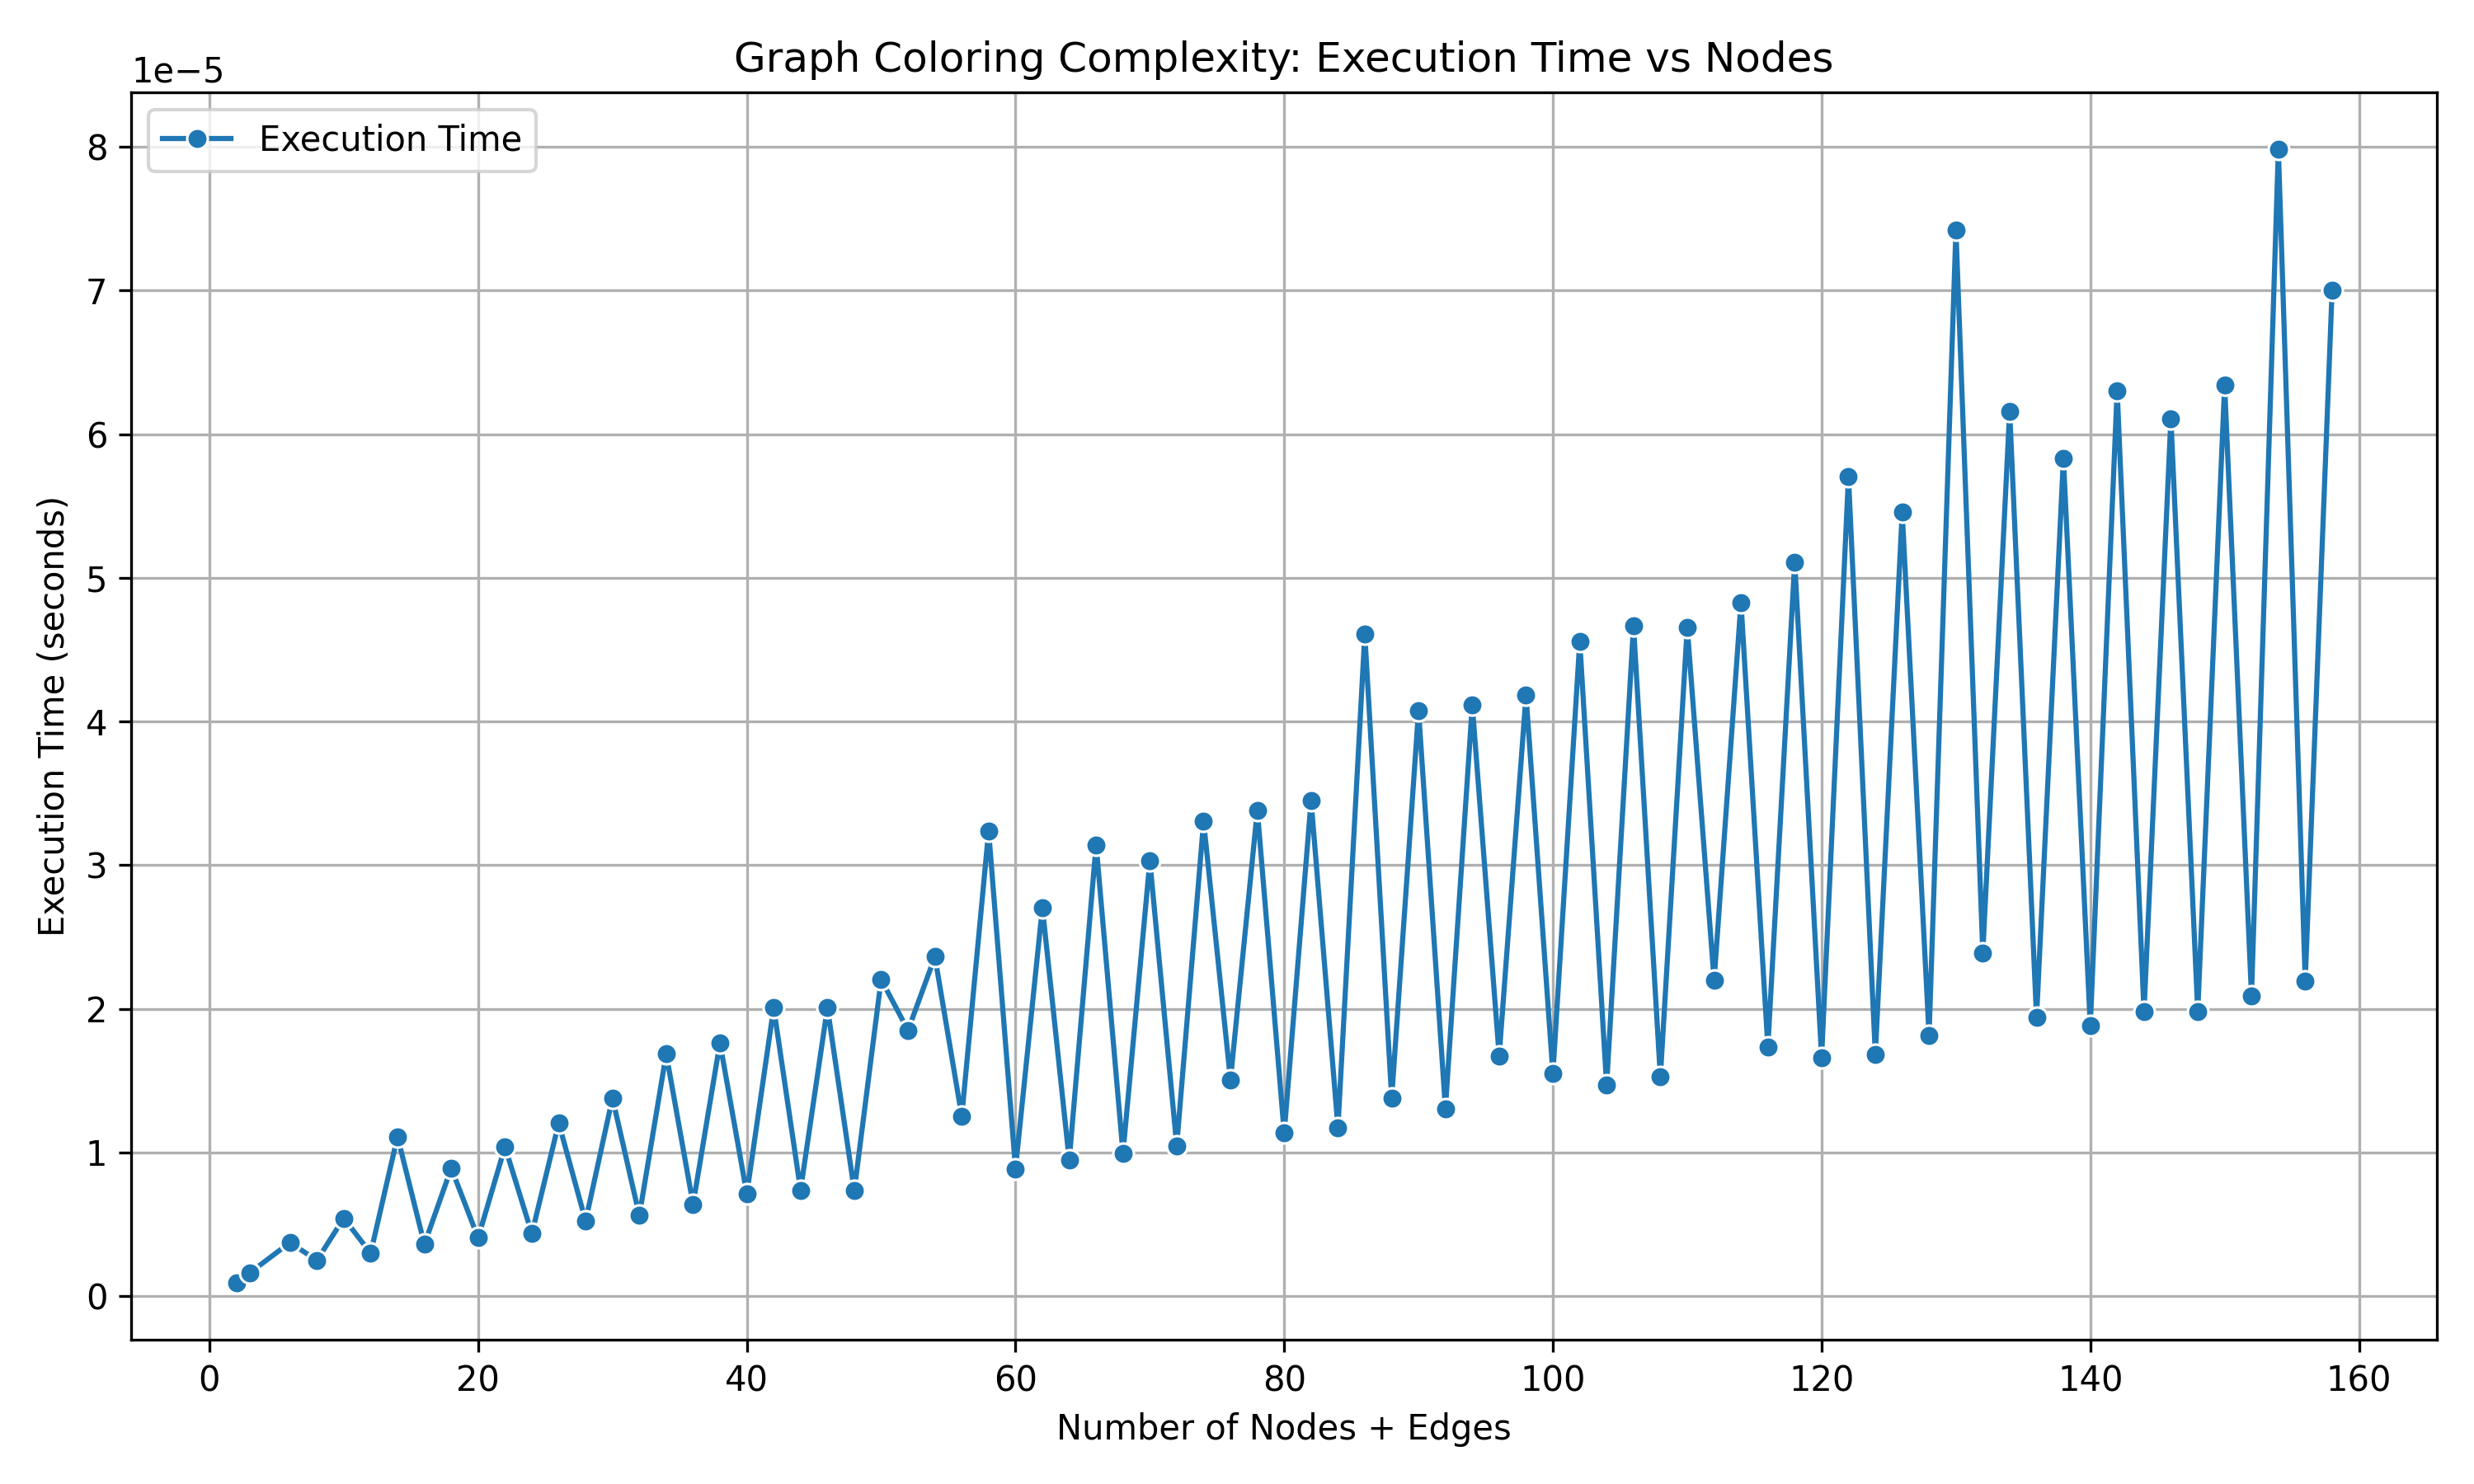 Graph Coloring Complexity: Execution Time vs Nodes
1e−5
Execution Time
8
7
6
5
4
3
2
1
0
Execution Time (seconds)
0 20 40 60 80 100 120 140 160
Number of Nodes + Edges